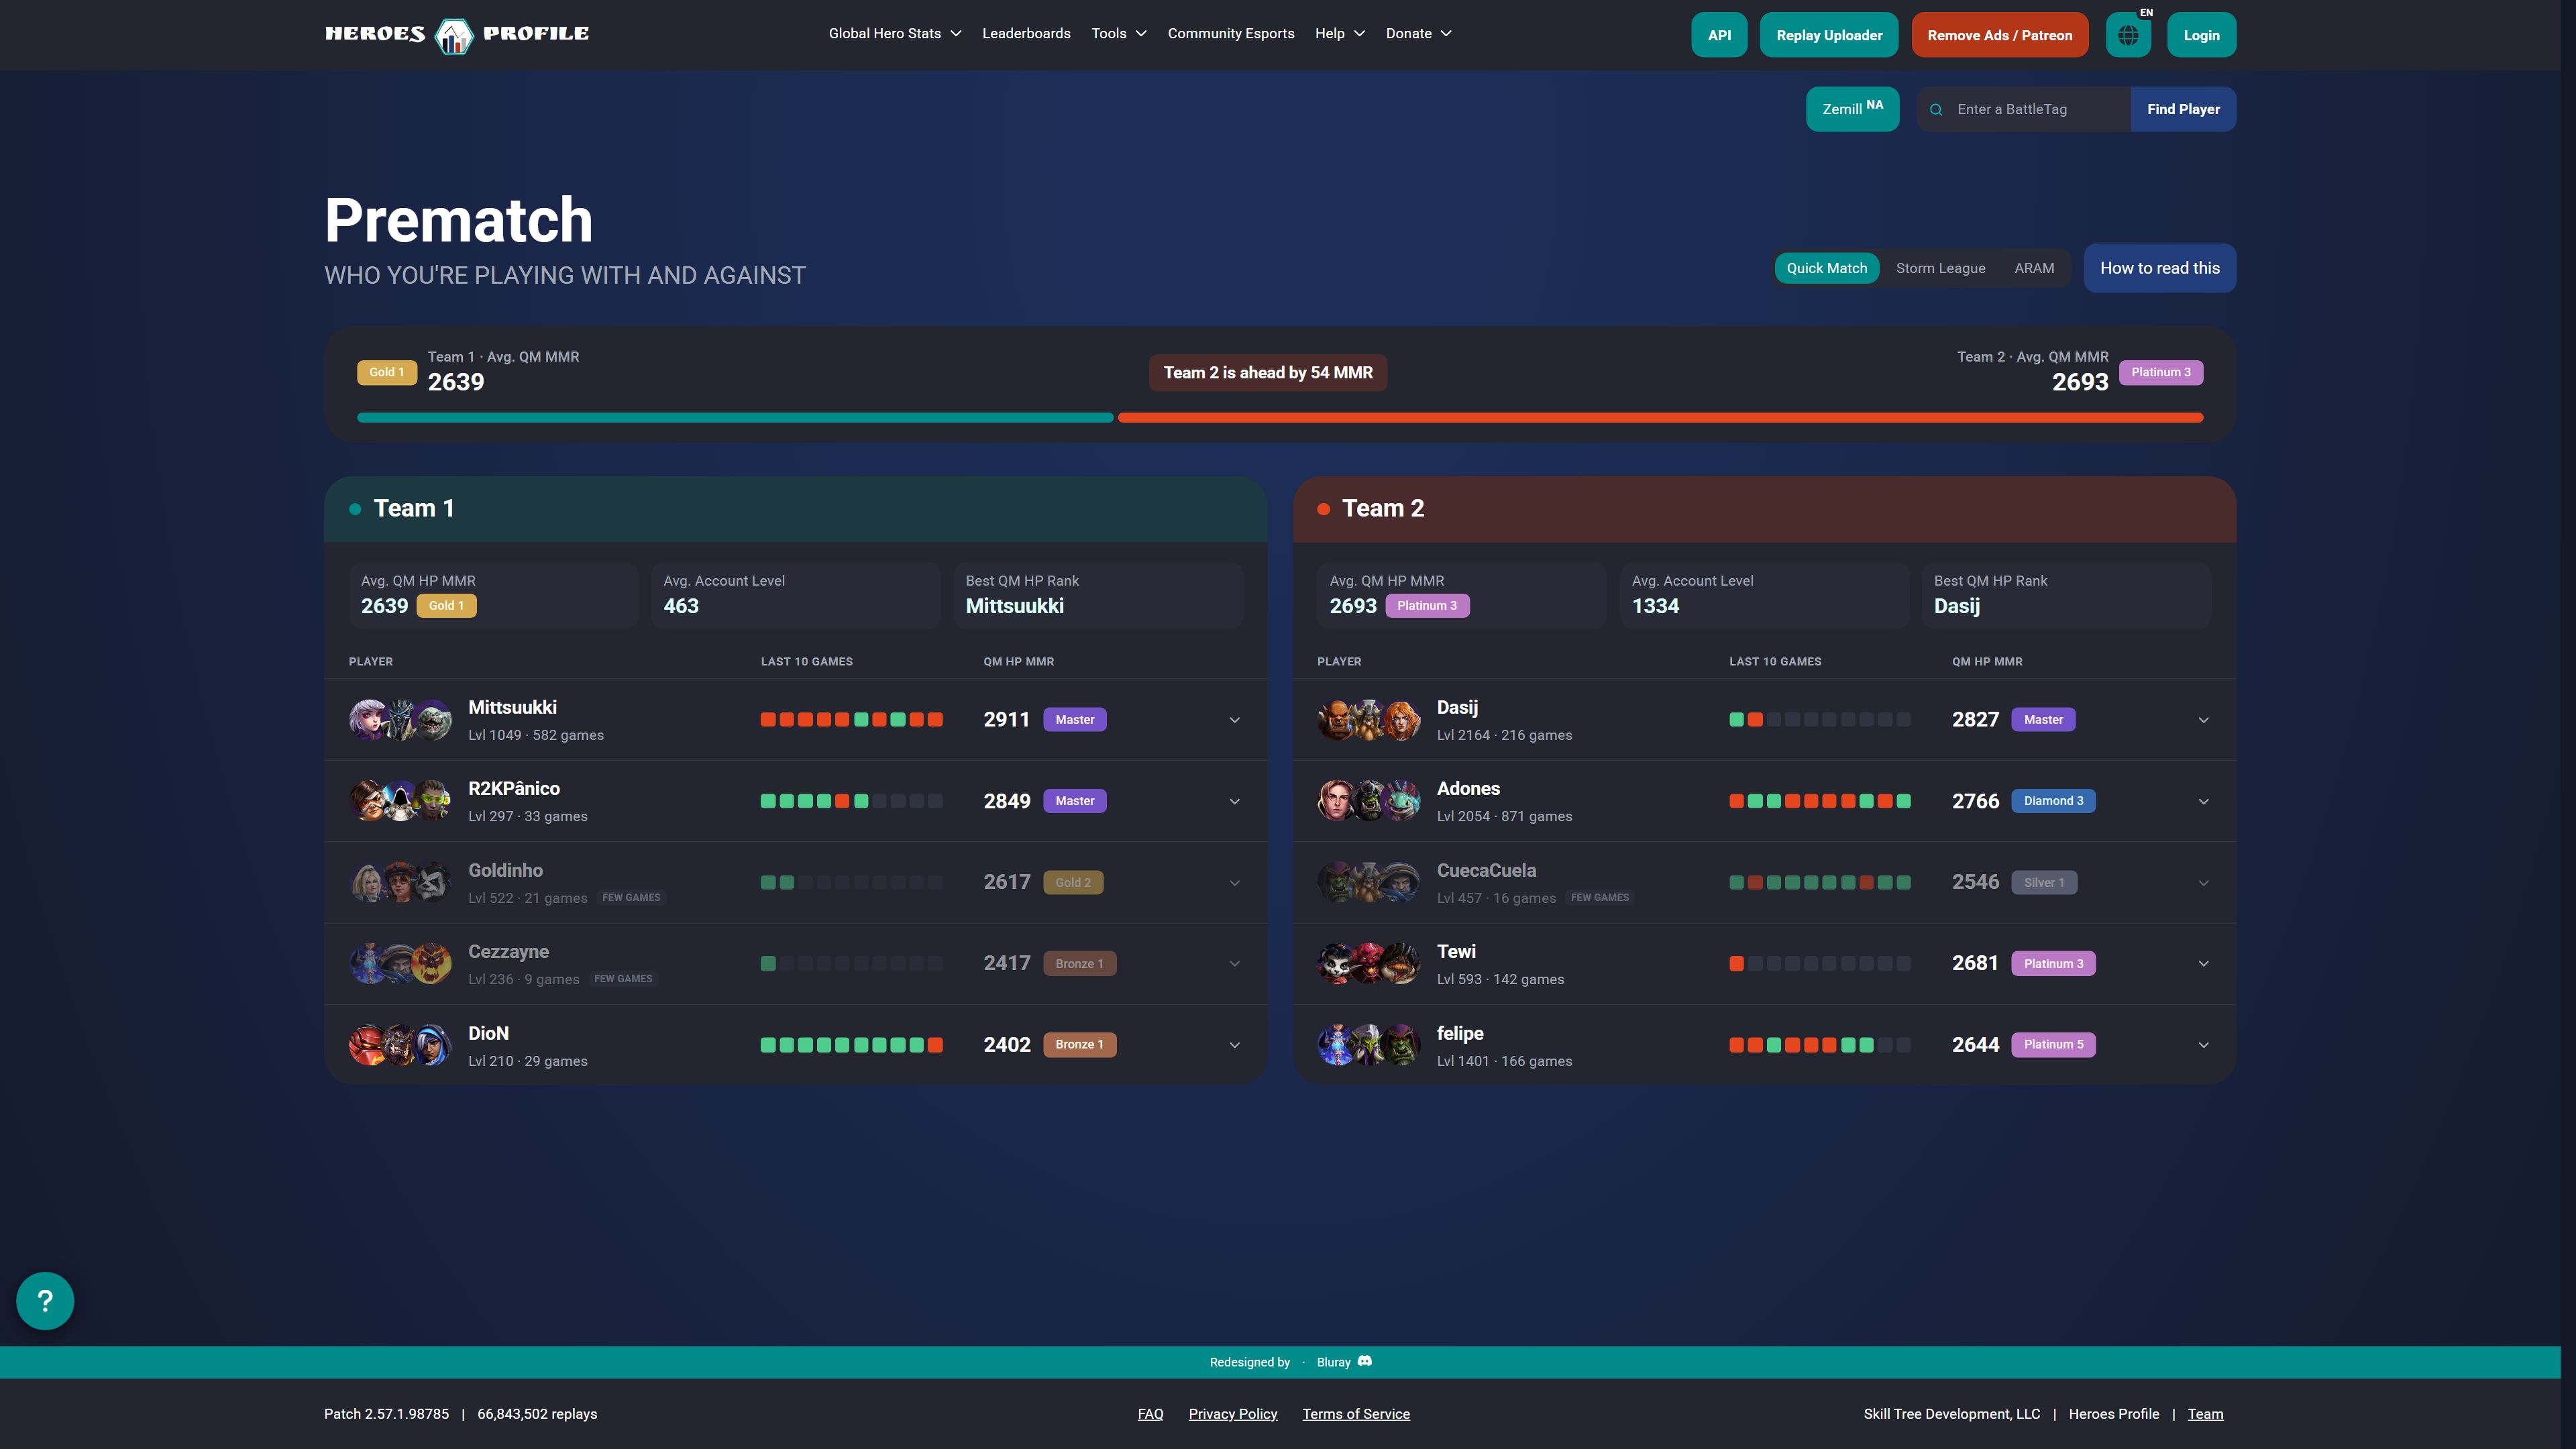 HEROES PROFILE
Global Hero Stats
Leaderboards
Tools
Community Esports
Help
Donate
API
Replay Uploader
Remove Ads / Patreon
EN
Login
Zemill NA
Enter a BattleTag
Find Player
Prematch
WHO YOU'RE PLAYING WITH AND AGAINST
Quick Match
Storm League
ARAM
How to read this
Gold 1
Team 1 · Avg. QM MMR
2639
Team 2 is ahead by 54 MMR
Team 2 · Avg. QM MMR
2693
Platinum 3
Team 1
Avg. QM HP MMR
2639 Gold 1
Avg. Account Level
463
Best QM HP Rank
Mittsuukki
PLAYER LAST 10 GAMES QM HP MMR
Mittsuukki
Lvl 1049 · 582 games
2911 Master
R2KPânico
Lvl 297 · 33 games
2849 Master
Goldinho
Lvl 522 · 21 games FEW GAMES
2617 Gold 2
Cezzayne
Lvl 236 · 9 games FEW GAMES
2417 Bronze 1
DioN
Lvl 210 · 29 games
2402 Bronze 1
Team 2
Avg. QM HP MMR
2693 Platinum 3
Avg. Account Level
1334
Best QM HP Rank
Dasij
PLAYER LAST 10 GAMES QM HP MMR
Dasij
Lvl 2164 · 216 games
2827 Master
Adones
Lvl 2054 · 871 games
2766 Diamond 3
CuecaCuela
Lvl 457 · 16 games FEW GAMES
2546 Silver 1
Tewi
Lvl 593 · 142 games
2681 Platinum 3
felipe
Lvl 1401 · 166 games
2644 Platinum 5
?
Redesigned by · Bluray
Patch 2.57.1.98785 | 66,843,502 replays
FAQ Privacy Policy Terms of Service
Skill Tree Development, LLC | Heroes Profile | Team